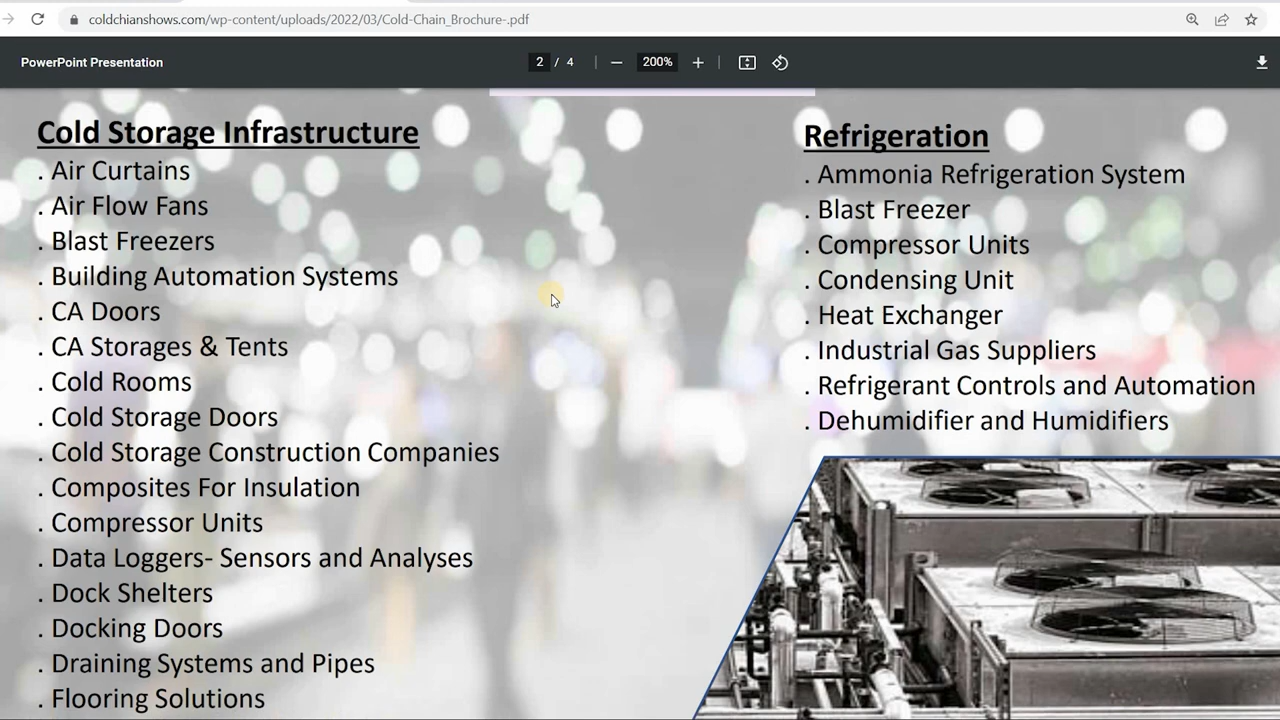 coldchianshows.com/wp-content/uploads/2022/03/Cold-Chain_Brochure-.pdf
PowerPoint Presentation
2 / 4
200%
Cold Storage Infrastructure
. Air Curtains
. Air Flow Fans
. Blast Freezers
. Building Automation Systems
. CA Doors
. CA Storages & Tents
. Cold Rooms
. Cold Storage Doors
. Cold Storage Construction Companies
. Composites For Insulation
. Compressor Units
. Data Loggers- Sensors and Analyses
. Dock Shelters
. Docking Doors
. Draining Systems and Pipes
. Flooring Solutions
Refrigeration
. Ammonia Refrigeration System
. Blast Freezer
. Compressor Units
. Condensing Unit
. Heat Exchanger
. Industrial Gas Suppliers
. Refrigerant Controls and Automation
. Dehumidifier and Humidifiers